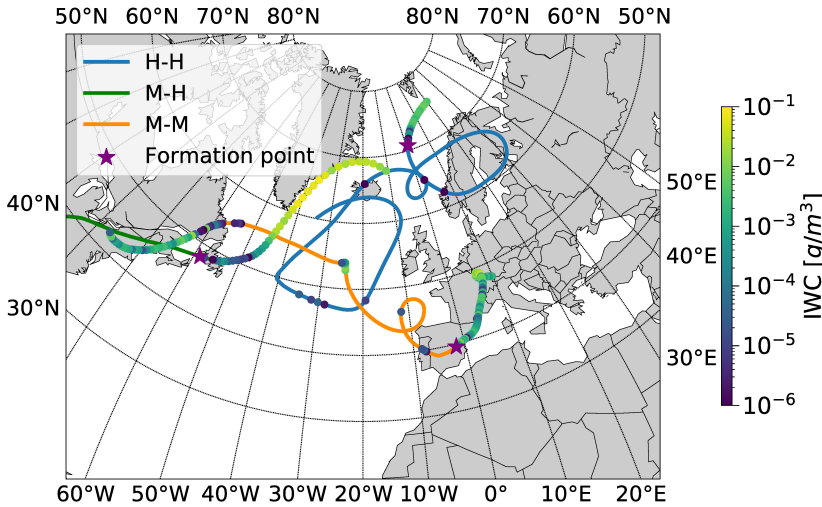 50°N 60°N 70°N 80°N 80°N 70°N 60°N 50°N
H-H
M-H
M-M
Formation point
40°N
30°N
50°E
40°E
30°E
60°W 50°W 40°W 30°W 20°W 10°W 0° 10°E 20°E
10⁻¹
10⁻²
10⁻³
10⁻⁴
10⁻⁵
10⁻⁶
IWC [g/m³]